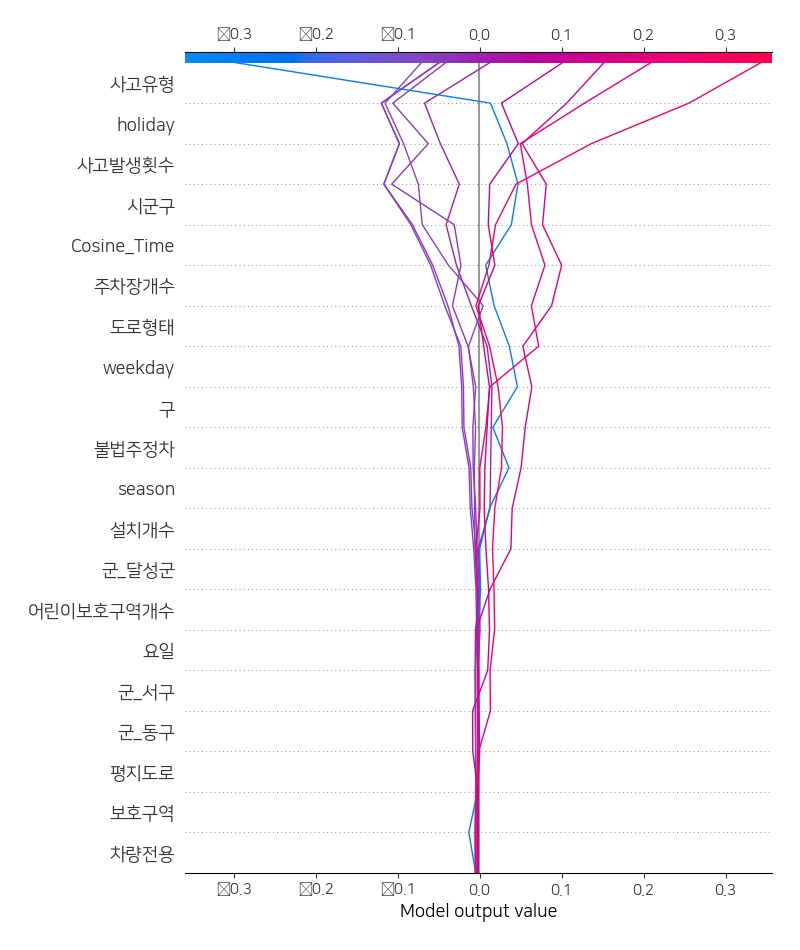 0.3 0.2 0.1 0.0 0.1 0.2 0.3
사고유형
holiday
사고발생횟수
시군구
Cosine_Time
주차장개수
도로형태
weekday
구
불법주정차
season
설치개수
군_달성군
어린이보호구역개수
요일
군_서구
군_동구
평지도로
보호구역
차량전용
0.3 0.2 0.1 0.0 0.1 0.2 0.3
Model output value